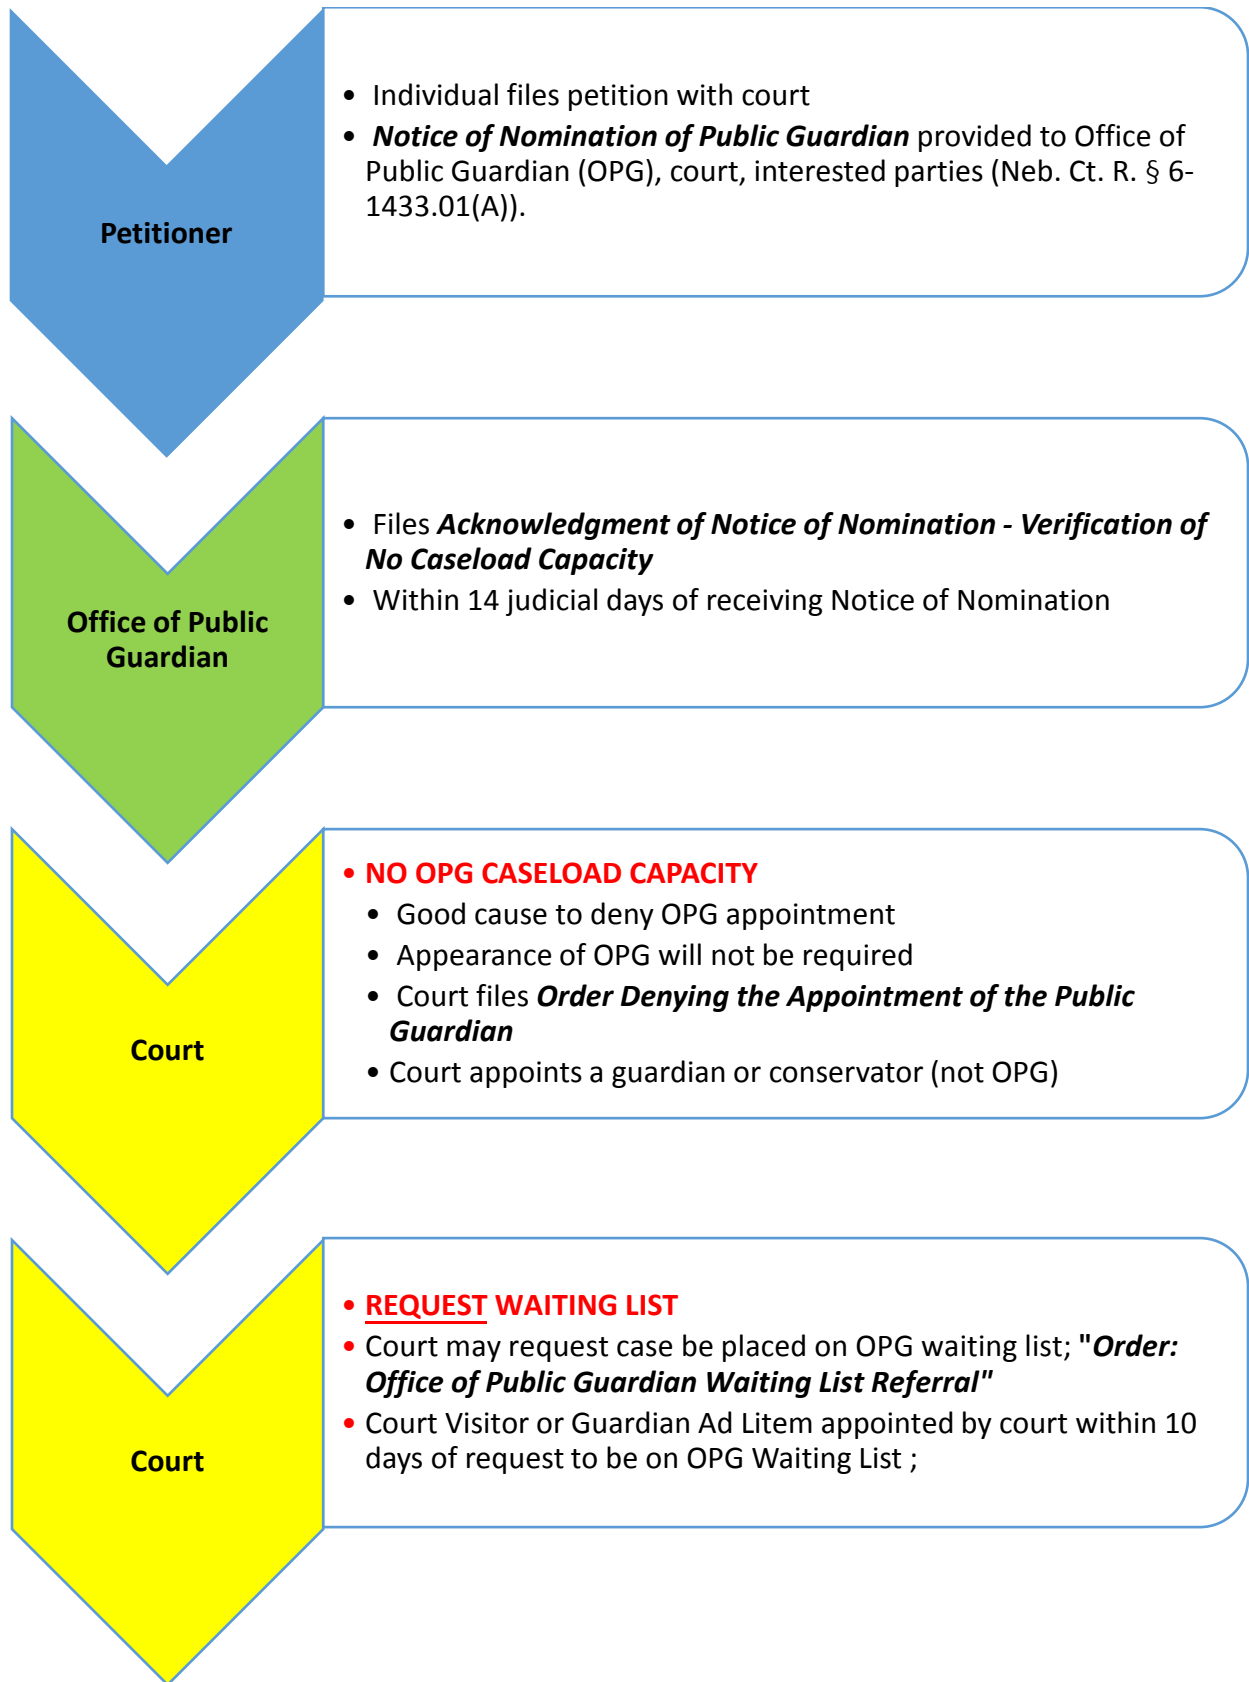 Petitioner
• Individual files petition with court
• Notice of Nomination of Public Guardian provided to Office of
Public Guardian (OPG), court, interested parties (Neb. Ct. R. § 6-
1433.01(A)).
Office of Public
Guardian
• Files Acknowledgment of Notice of Nomination - Verification of
No Caseload Capacity
• Within 14 judicial days of receiving Notice of Nomination
Court
• NO OPG CASELOAD CAPACITY
• Good cause to deny OPG appointment
• Appearance of OPG will not be required
• Court files Order Denying the Appointment of the Public
Guardian
• Court appoints a guardian or conservator (not OPG)
Court
• REQUEST WAITING LIST
• Court may request case be placed on OPG waiting list; "Order:
Office of Public Guardian Waiting List Referral"
• Court Visitor or Guardian Ad Litem appointed by court within 10
days of request to be on OPG Waiting List ;